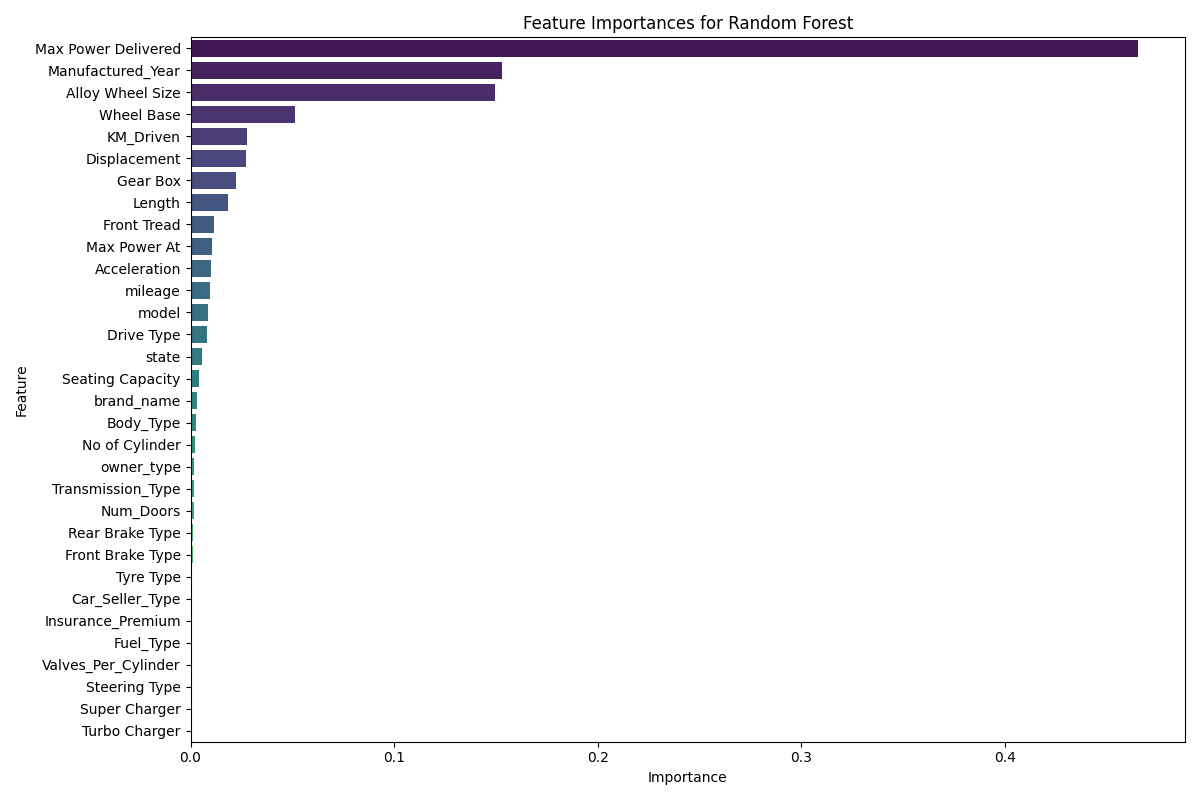 Feature Importances for Random Forest
Feature
Max Power Delivered
Manufactured_Year
Alloy Wheel Size
Wheel Base
KM_Driven
Displacement
Gear Box
Length
Front Tread
Max Power At
Acceleration
mileage
model
Drive Type
state
Seating Capacity
brand_name
Body_Type
No of Cylinder
owner_type
Transmission_Type
Num_Doors
Rear Brake Type
Front Brake Type
Tyre Type
Car_Seller_Type
Insurance_Premium
Fuel_Type
Valves_Per_Cylinder
Steering Type
Super Charger
Turbo Charger
0.0 0.1 0.2 0.3 0.4
Importance